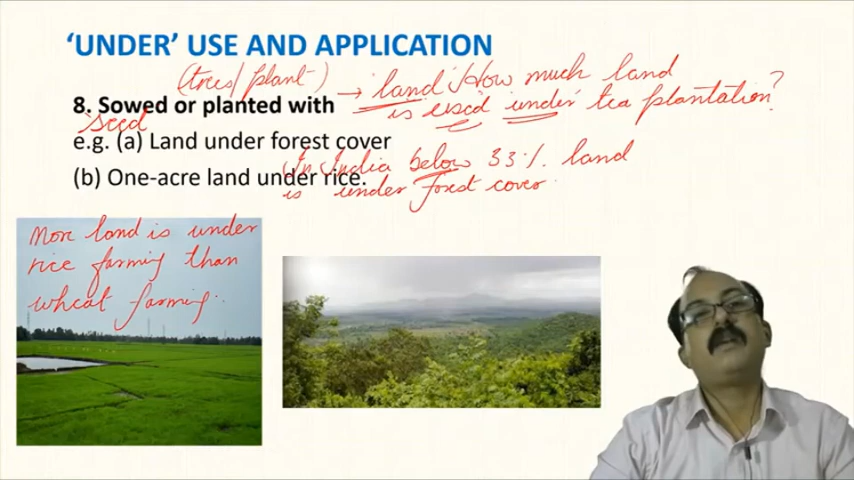 ‘UNDER’ USE AND APPLICATION
(trees/plant)
8. Sowed or planted with → land 'How much land
is used under tea plantation?
seed
e.g. (a) Land under forest cover
In India below 33% land
(b) One-acre land under rice.
is under forest cover.
More land is under
rice farming than
wheat farming.